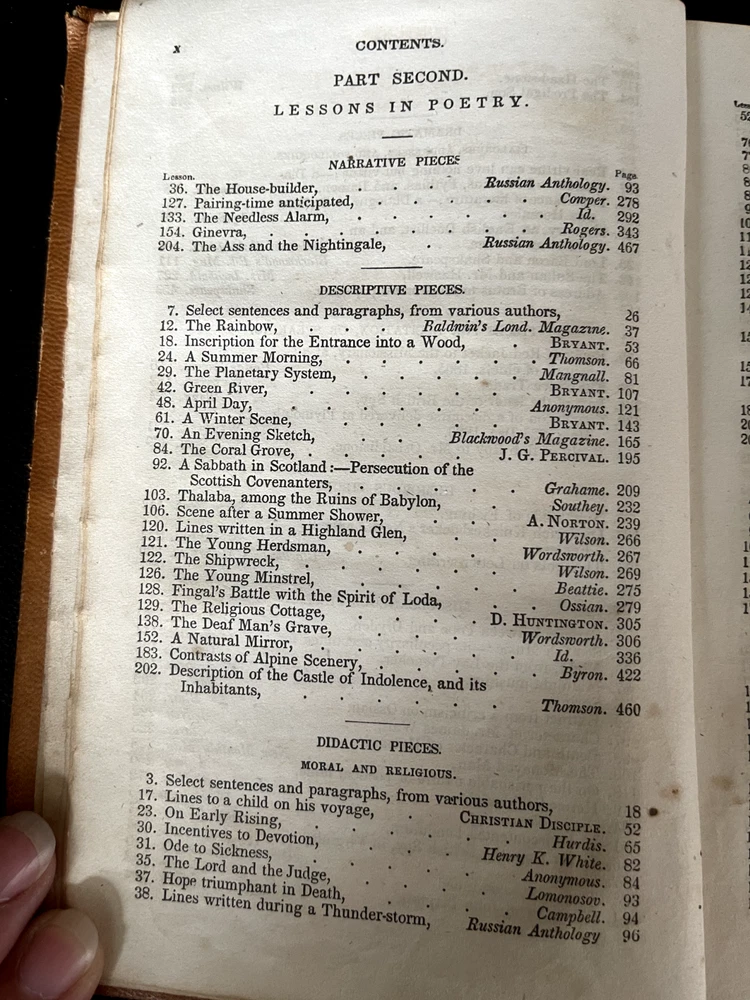 x CONTENTS.
PART SECOND.
LESSONS IN POETRY.
NARRATIVE PIECES
Lesson. Page.
36. The House-builder, . . . Russian Anthology. 93
127. Pairing-time anticipated, . . . . Cowper. 278
133. The Needless Alarm, . . . . . . Id. 292
154. Ginevra, . . . . . . . Rogers. 343
204. The Ass and the Nightingale, . Russian Anthology. 467
DESCRIPTIVE PIECES.
7. Select sentences and paragraphs, from various authors, 26
12. The Rainbow, . . . Baldwin's Lond. Magazine. 37
18. Inscription for the Entrance into a Wood, . BRYANT. 53
24. A Summer Morning, . . . . . . Thomson. 66
29. The Planetary System, . . . . . Mangnall. 81
42. Green River, . . . . . . BRYANT. 107
48. April Day, . . . . . . Anonymous. 121
61. A Winter Scene, . . . . . BRYANT. 143
70. An Evening Sketch, . . Blackwood's Magazine. 165
84. The Coral Grove, . . . . J. G. PERCIVAL. 195
92. A Sabbath in Scotland:—Persecution of the
Scottish Covenanters, . . . . . Grahame. 209
103. Thalaba, among the Ruins of Babylon, . . Southey. 232
106. Scene after a Summer Shower, . . . A. NORTON. 239
120. Lines written in a Highland Glen, . . . Wilson. 266
121. The Young Herdsman, . . . . Wordsworth. 267
122. The Shipwreck, . . . . . . Wilson. 269
126. The Young Minstrel, . . . . . Beattie. 275
128. Fingal's Battle with the Spirit of Loda, . . Ossian. 279
129. The Religious Cottage, . . . . D. HUNTINGTON. 305
138. The Deaf Man's Grave, . . . . Wordsworth. 306
152. A Natural Mirror, . . . . . . Id. 336
183. Contrasts of Alpine Scenery, . . . . Byron. 422
202. Description of the Castle of Indolence, and its
Inhabitants, . . . . . . Thomson. 460
DIDACTIC PIECES.
MORAL AND RELIGIOUS.
3. Select sentences and paragraphs, from various authors, 18
17. Lines to a child on his voyage, . CHRISTIAN DISCIPLE. 52
23. On Early Rising, . . . . . Hurdis. 65
30. Incentives to Devotion, . . . Henry K. White. 82
31. Ode to Sickness, . . . . . Anonymous. 84
35. The Lord and the Judge, . . . . Lomonosov. 93
37. Hope triumphant in Death, . . . . Campbell. 94
38. Lines written during a Thunder-storm, Russian Anthology 96